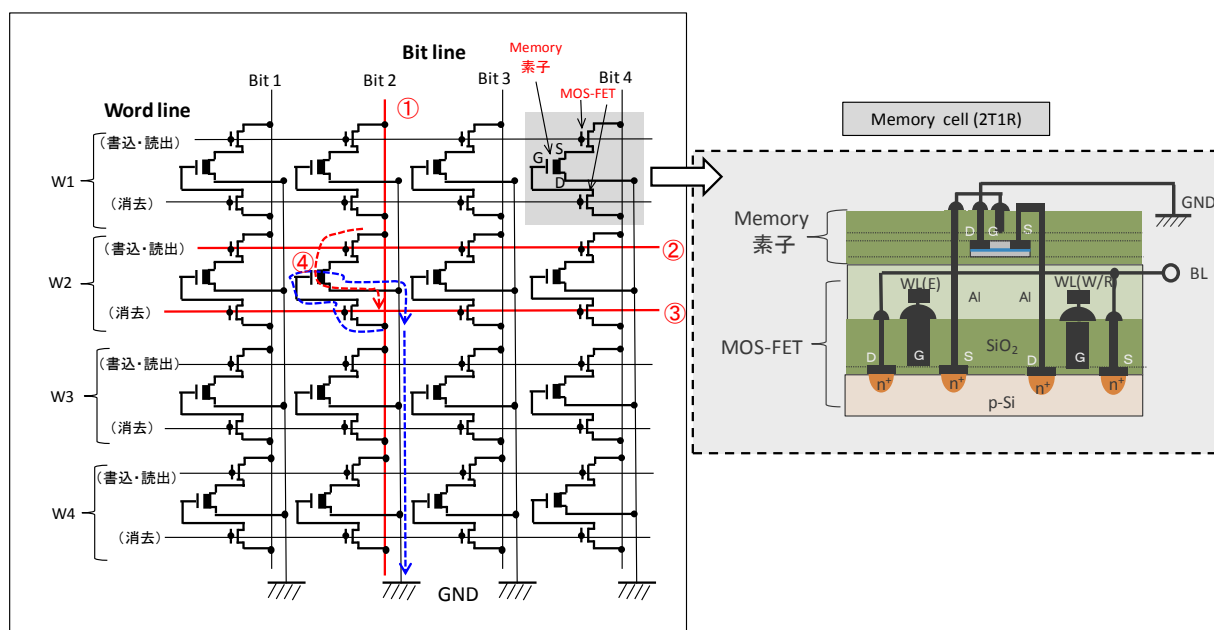 Bit line
Memory
素子
MOS-FET
Bit 1
Bit 2
Bit 3
Bit 4
①
Word line
W1
(書込・読出)
(消去)
S
G
D
W2
(書込・読出)
(消去)
②
③
④
W3
(書込・読出)
(消去)
W4
(書込・読出)
(消去)
GND
Memory cell (2T1R)
Memory
素子
D
G
S
GND
BL
MOS-FET
WL(E)
WL(W/R)
Al
Al
SiO₂
D
G
S
D
G
S
n⁺
n⁺
n⁺
n⁺
p-Si